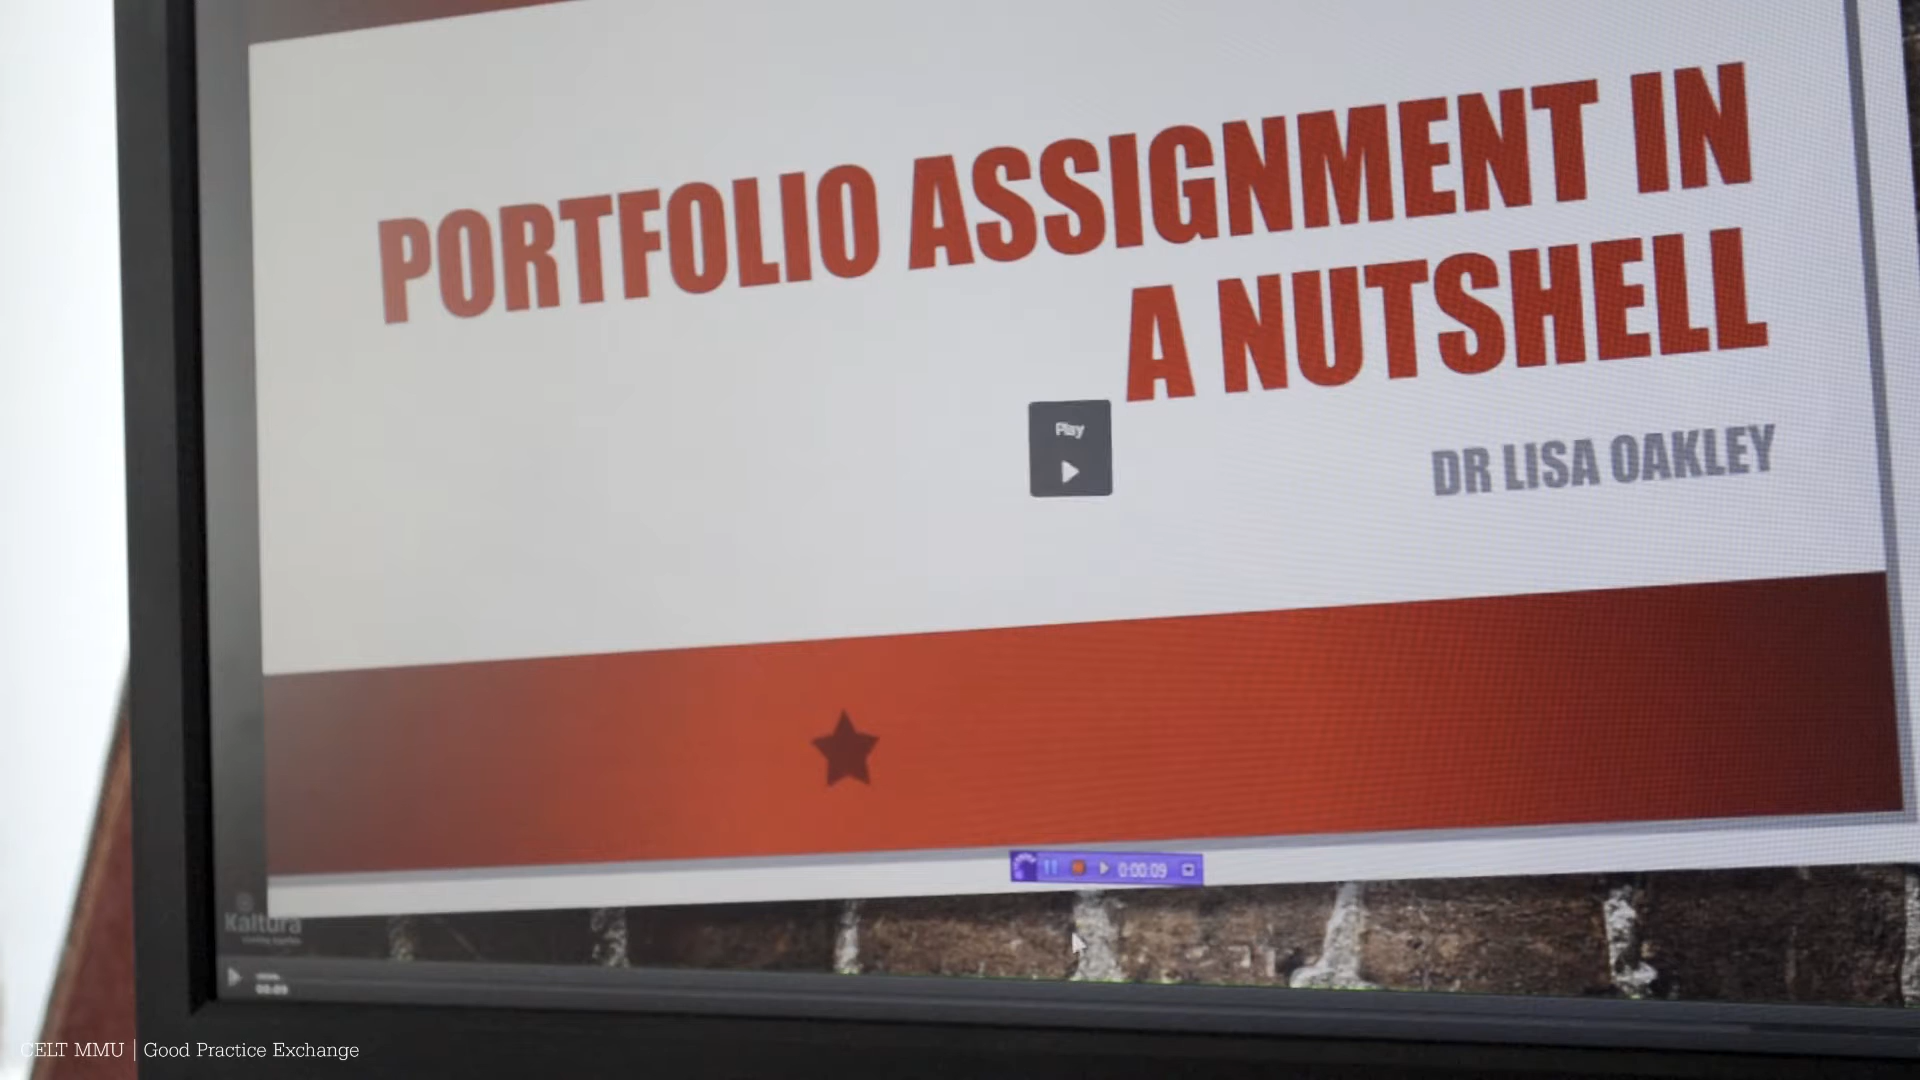 PORTFOLIO ASSIGNMENT IN
A NUTSHELL
Play
DR LISA OAKLEY
0:00:09
Kaltura
CELT MMU | Good Practice Exchange